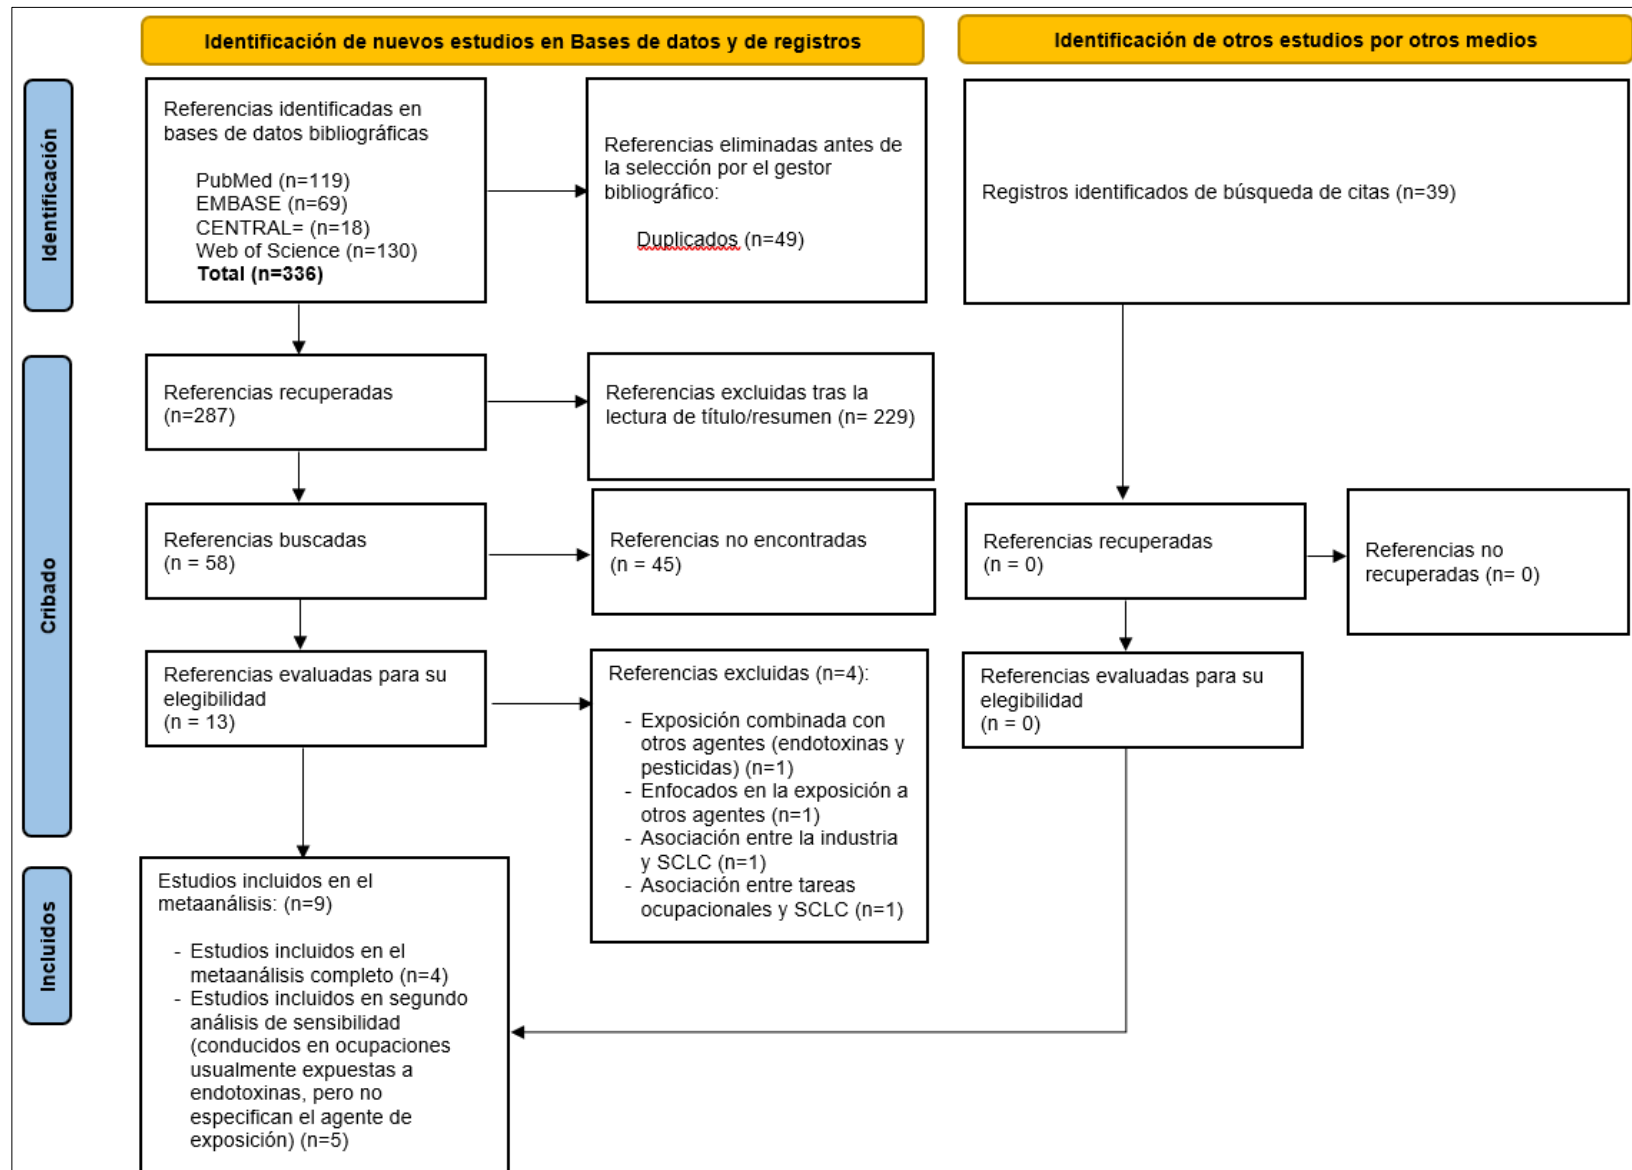 Identificación de nuevos estudios en Bases de datos y de registros
Identificación de otros estudios por otros medios
Identificación
Referencias identificadas en
bases de datos bibliográficas
PubMed (n=119)
EMBASE (n=69)
CENTRAL= (n=18)
Web of Science (n=130)
Total (n=336)
Referencias eliminadas antes de
la selección por el gestor
bibliográfico:
Duplicados (n=49)
Registros identificados de búsqueda de citas (n=39)
Cribado
Referencias recuperadas
(n=287)
Referencias excluidas tras la
lectura de título/resumen (n= 229)
Referencias buscadas
(n = 58)
Referencias no encontradas
(n = 45)
Referencias recuperadas
(n = 0)
Referencias no
recuperadas (n= 0)
Referencias evaluadas para su
elegibilidad
(n = 13)
Referencias excluidas (n=4):
- Exposición combinada con
otros agentes (endotoxinas y
pesticidas) (n=1)
- Enfocados en la exposición a
otros agentes (n=1)
- Asociación entre la industria
y SCLC (n=1)
- Asociación entre tareas
ocupacionales y SCLC (n=1)
Referencias evaluadas para su
elegibilidad
(n = 0)
Incluidos
Estudios incluidos en el
metaanálisis: (n=9)
- Estudios incluidos en el
metaanálisis completo (n=4)
- Estudios incluidos en segundo
análisis de sensibilidad
(conducidos en ocupaciones
usualmente expuestas a
endotoxinas, pero no
especifican el agente de
exposición) (n=5)